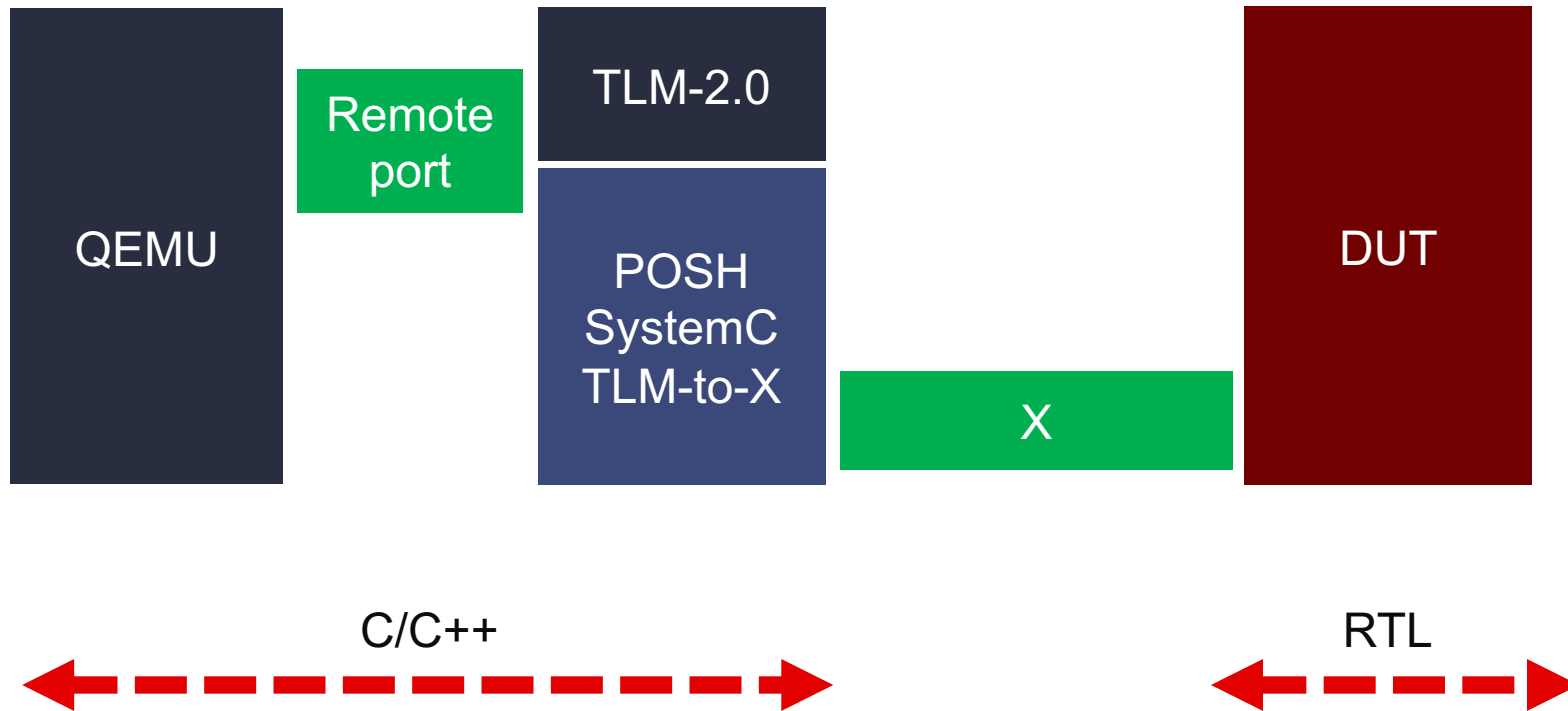 QEMU
Remote
port
TLM-2.0
POSH
SystemC
TLM-to-X
X
DUT
C/C++
RTL